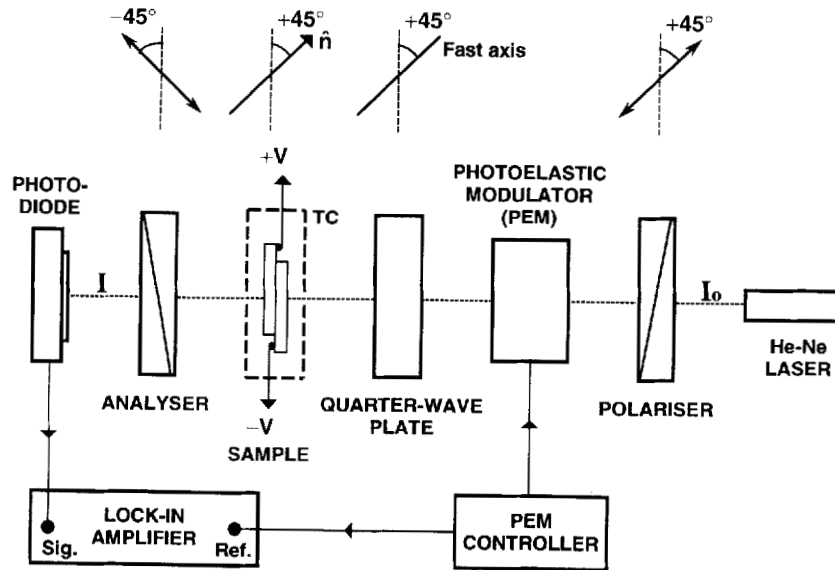 −45°
+45°
n̂
+45°
Fast axis
+45°
+V
PHOTO-
DIODE
TC
PHOTOELASTIC
MODULATOR
(PEM)
I
Io
He-Ne
LASER
ANALYSER
−V
SAMPLE
QUARTER-WAVE
PLATE
POLARISER
LOCK-IN
AMPLIFIER
Sig.
Ref.
PEM
CONTROLLER